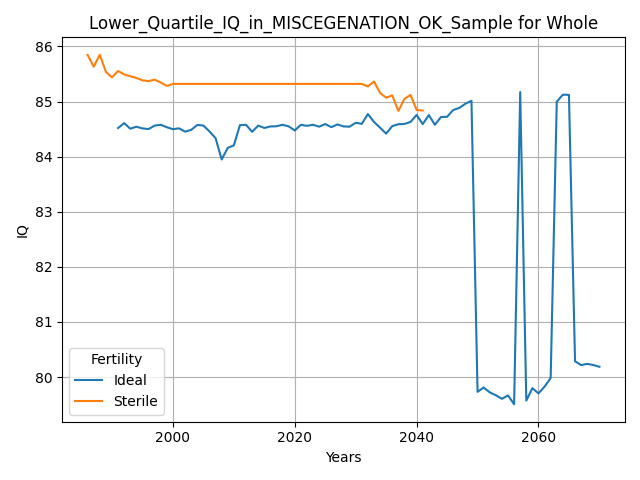 Lower_Quartile_IQ_in_MISCEGENATION_OK_Sample for Whole
86
85
84
83
82
81
80
IQ
Fertility
Ideal
Sterile
2000 2020 2040 2060
Years